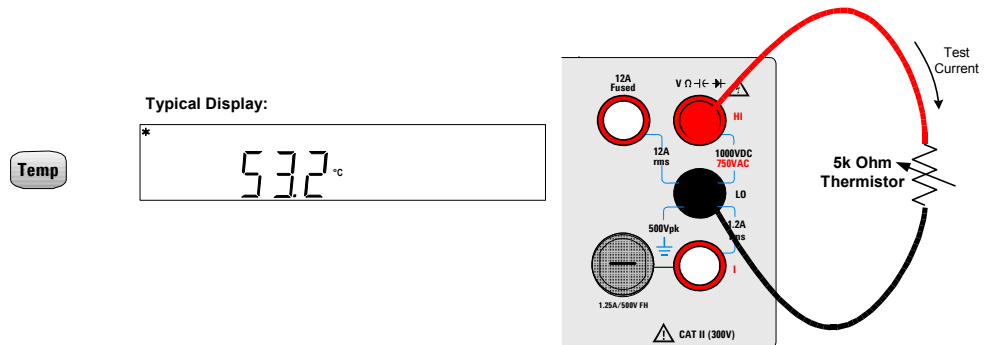 Typical Display:
Temp
*
53.2 °C
12A
Fused
V Ω
HI
12A
rms
1000VDC
750VAC
LO
500Vpk
1.2A
rms
I
1.25A/500V FH
CAT II (300V)
Test
Current
5k Ohm
Thermistor